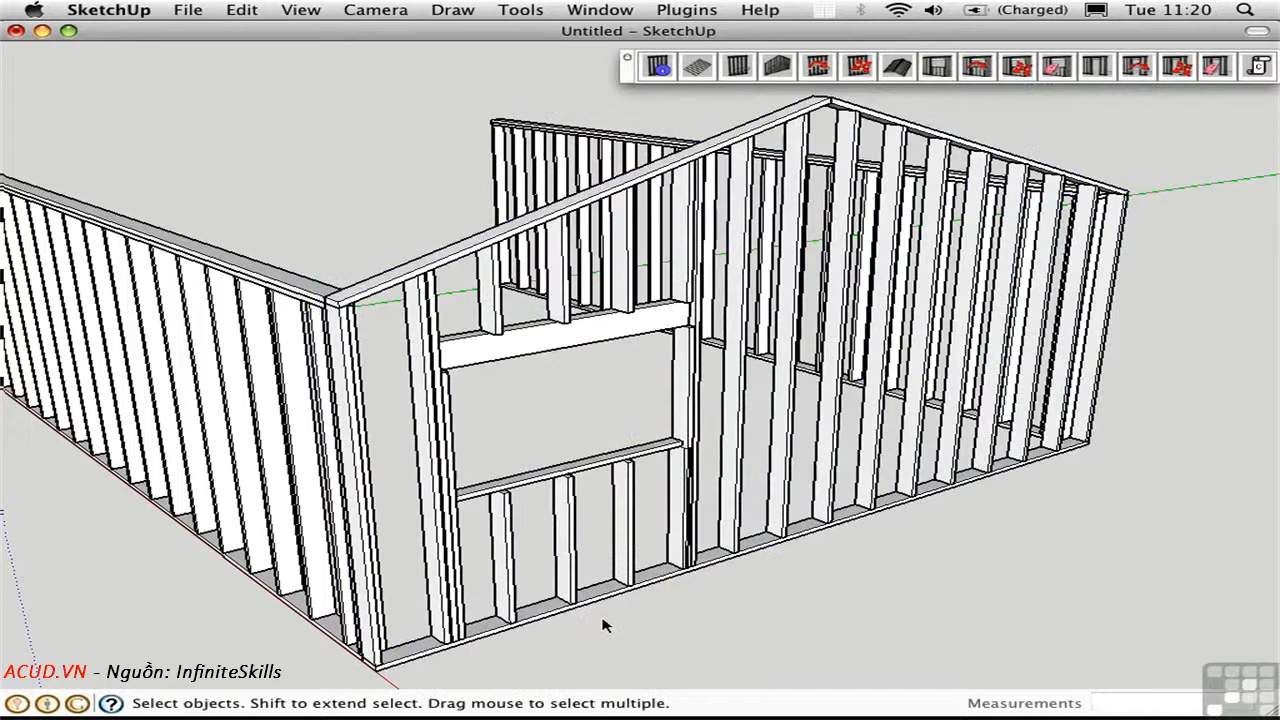 SketchUp File Edit View Camera Draw Tools Window Plugins Help (Charged) Tue 11:20
Untitled - SketchUp
ACUD.VN - Nguồn: InfiniteSkills
Select objects. Shift to extend select. Drag mouse to select multiple. Measurements